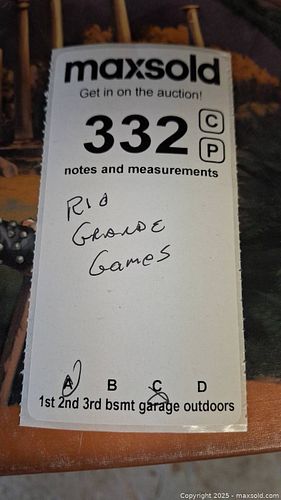 maxsold
Get in on the auction!
332 C
P
notes and measurements
RIO
GRANDE
Games
A B C D
1st 2nd 3rd bsmt garage outdoors
Copyright © 2025 - maxsold.com